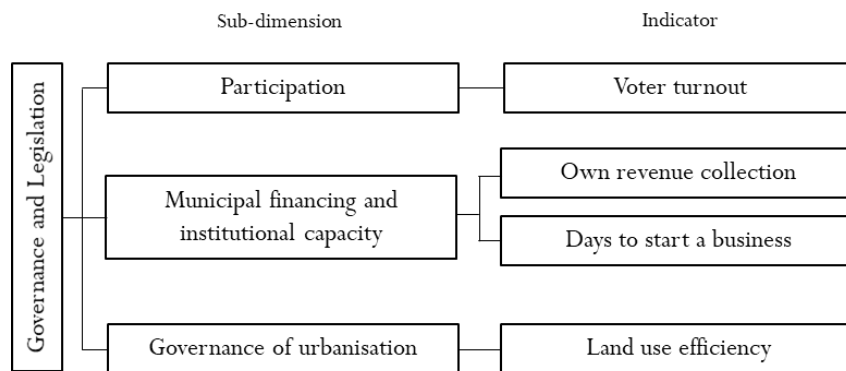 Sub-dimension
Indicator
Governance and Legislation
Participation
Voter turnout
Municipal financing and
institutional capacity
Own revenue collection
Days to start a business
Governance of urbanisation
Land use efficiency